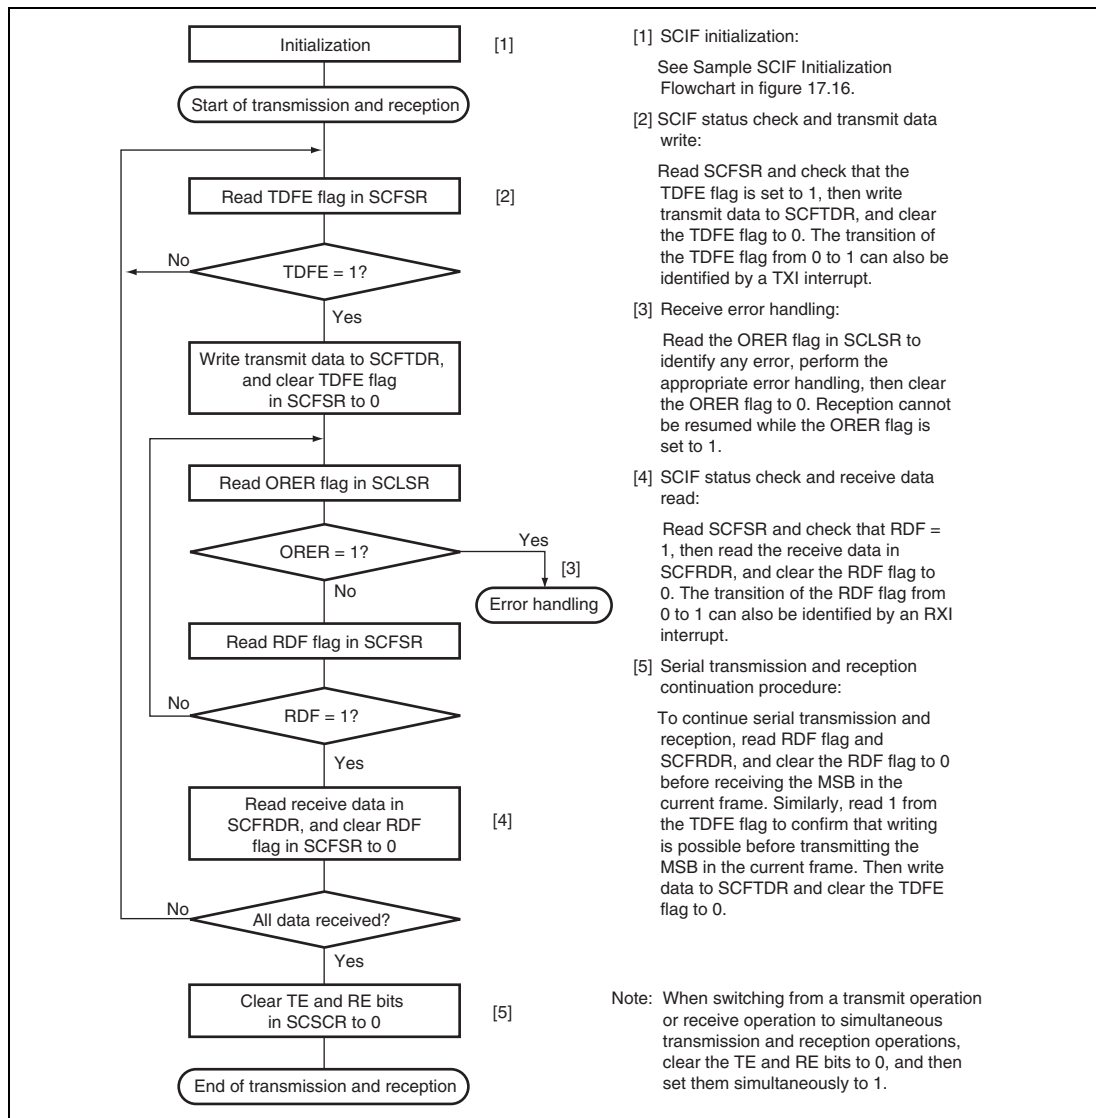 Initialization
[1]
Start of transmission and reception
Read TDFE flag in SCFSR
[2]
No
TDFE = 1?
Yes
Write transmit data to SCFTDR,
and clear TDFE flag
in SCFSR to 0
Read ORER flag in SCLSR
ORER = 1?
Yes
[3]
Error handling
No
Read RDF flag in SCFSR
No
RDF = 1?
Yes
Read receive data in
SCFRDR, and clear RDF
flag in SCFSR to 0
[4]
No
All data received?
Yes
Clear TE and RE bits
in SCSCR to 0
[5]
End of transmission and reception
[1] SCIF initialization:
See Sample SCIF Initialization
Flowchart in figure 17.16.
[2] SCIF status check and transmit data
write:
Read SCFSR and check that the
TDFE flag is set to 1, then write
transmit data to SCFTDR, and clear
the TDFE flag to 0. The transition of
the TDFE flag from 0 to 1 can also be
identified by a TXI interrupt.
[3] Receive error handling:
Read the ORER flag in SCLSR to
identify any error, perform the
appropriate error handling, then clear
the ORER flag to 0. Reception cannot
be resumed while the ORER flag is
set to 1.
[4] SCIF status check and receive data
read:
Read SCFSR and check that RDF =
1, then read the receive data in
SCFRDR, and clear the RDF flag to
0. The transition of the RDF flag from
0 to 1 can also be identified by an RXI
interrupt.
[5] Serial transmission and reception
continuation procedure:
To continue serial transmission and
reception, read RDF flag and
SCFRDR, and clear the RDF flag to 0
before receiving the MSB in the
current frame. Similarly, read 1 from
the TDFE flag to confirm that writing
is possible before transmitting the
MSB in the current frame. Then write
data to SCFTDR and clear the TDFE
flag to 0.
Note: When switching from a transmit operation
or receive operation to simultaneous
transmission and reception operations,
clear the TE and RE bits to 0, and then
set them simultaneously to 1.